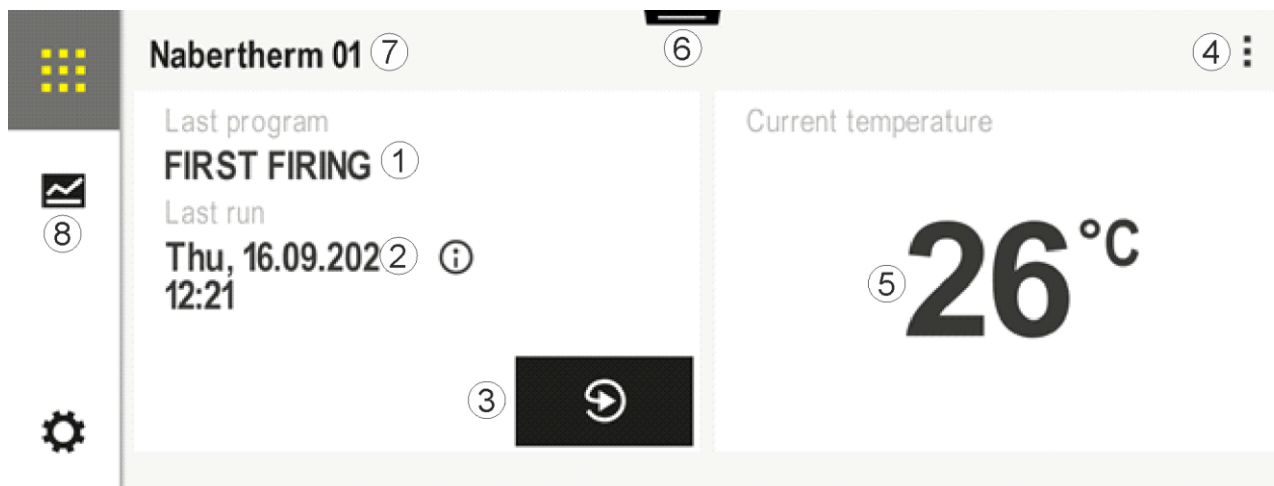 Nabertherm 01 7
6
4
Last program
FIRST FIRING 1
Last run
Thu, 16.09.202 2
12:21
3
8
Current temperature
5 26 °C